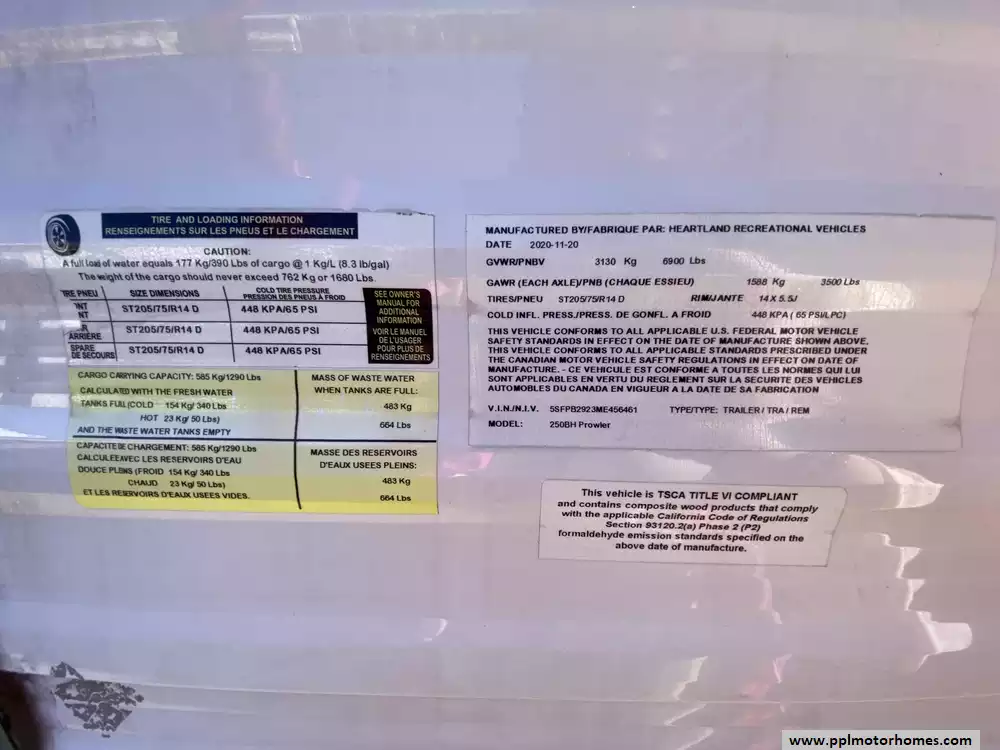 TIRE AND LOADING INFORMATION
RENSEIGNEMENTS SUR LES PNEUS ET LE CHARGEMENT
CAUTION:
A full load of water equals 177 Kg/390 Lbs of cargo @ 1 Kg/L (8.3 lb/gal)
The weight of the cargo should never exceed 762 Kg or 1680 Lbs.
PNEU SIZE DIMENSIONS COLD TIRE PRESSURE
PRESSION DES PNEUS À FROID
ST205/75/R14 D 448 KPA/65 PSI
ARRIÈRE ST205/75/R14 D 448 KPA/65 PSI
SPARE
DE SECOURS ST205/75/R14 D 448 KPA/65 PSI
SEE OWNER'S
MANUAL FOR
ADDITIONAL
INFORMATION
VOIR LE MANUEL
DE L'USAGER
POUR PLUS DE
RENSEIGNEMENTS
CARGO CARRYING CAPACITY: 585 Kg/1290 Lbs
CALCULATED WITH THE FRESH WATER
TANKS FULL(COLD 154 Kg/ 340 Lbs
HOT 23 Kg/ 50 Lbs)
AND THE WASTE WATER TANKS EMPTY
MASS OF WASTE WATER
WHEN TANKS ARE FULL:
483 Kg
664 Lbs
CAPACITE DE CHARGEMENT: 585 Kg/1290 Lbs
CALCULEE AVEC LES RESERVOIRS D'EAU
DOUCE PLEINS (FROID 154 Kg/ 340 Lbs
CHAUD 23 Kg/ 50 Lbs)
ET LES RESERVOIRS D'EAUX USEES VIDES.
MASSE DES RESERVOIRS
D'EAUX USEES PLEINS:
483 Kg
664 Lbs
MANUFACTURED BY/FABRIQUE PAR: HEARTLAND RECREATIONAL VEHICLES
DATE 2020-11-20
GVWR/PNBV 3130 Kg 6900 Lbs
GAWR (EACH AXLE)/PNB (CHAQUE ESSIEU) 1588 Kg 3500 Lbs
TIRES/PNEU ST205/75/R14 D RIM/JANTE 14 X 5.5J
COLD INFL. PRESS./PRESS. DE GONFL. A FROID 448 KPA ( 65 PSI/LPC)
THIS VEHICLE CONFORMS TO ALL APPLICABLE U.S. FEDERAL MOTOR VEHICLE
SAFETY STANDARDS IN EFFECT ON THE DATE OF MANUFACTURE SHOWN ABOVE.
THIS VEHICLE CONFORMS TO ALL APPLICABLE STANDARDS PRESCRIBED UNDER
THE CANADIAN MOTOR VEHICLE SAFETY REGULATIONS IN EFFECT ON DATE OF
MANUFACTURE. - CE VEHICULE EST CONFORME A TOUTES LES NORMES QUI LUI
SONT APPLICABLES EN VERTU DU REGLEMENT SUR LA SECURITE DES VEHICLES
AUTOMOBILES DU CANADA EN VIGUEUR A LA DATE DE SA FABRICATION
V.I.N./N.I.V. 5SFPB2923ME456461 TYPE/TYPE: TRAILER / TRA / REM
MODEL: 250BH Prowler
This vehicle is TSCA TITLE VI COMPLIANT
and contains composite wood products that comply
with the applicable California Code of Regulations
Section 93120.2(a) Phase 2 (P2)
formaldehyde emission standards specified on the
above date of manufacture.
www.pplmotorhomes.com